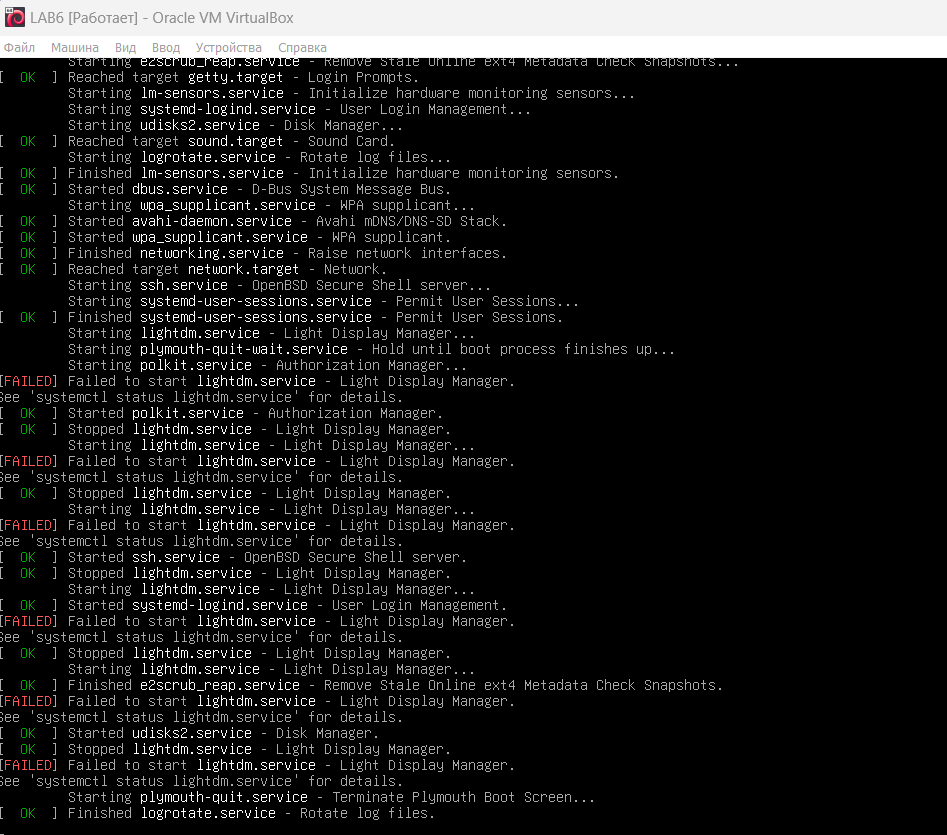 LAB6 [Работает] - Oracle VM VirtualBox
Файл Машина Вид Ввод Устройства Справка
Starting e2scrub_reap.service - Remove Stale Online ext4 Metadata Check Snapshots...
[ OK ] Reached target getty.target - Login Prompts.
Starting lm-sensors.service - Initialize hardware monitoring sensors...
Starting systemd-logind.service - User Login Management...
Starting udisks2.service - Disk Manager...
[ OK ] Reached target sound.target - Sound Card.
Starting logrotate.service - Rotate log files...
[ OK ] Finished lm-sensors.service - Initialize hardware monitoring sensors.
[ OK ] Started dbus.service - D-Bus System Message Bus.
Starting wpa_supplicant.service - WPA supplicant...
[ OK ] Started avahi-daemon.service - Avahi mDNS/DNS-SD Stack.
[ OK ] Started wpa_supplicant.service - WPA supplicant.
[ OK ] Finished networking.service - Raise network interfaces.
[ OK ] Reached target network.target - Network.
Starting ssh.service - OpenBSD Secure Shell server...
Starting systemd-user-sessions.service - Permit User Sessions...
[ OK ] Finished systemd-user-sessions.service - Permit User Sessions.
Starting lightdm.service - Light Display Manager...
Starting plymouth-quit-wait.service - Hold until boot process finishes up...
Starting polkit.service - Authorization Manager...
[FAILED] Failed to start lightdm.service - Light Display Manager.
See 'systemctl status lightdm.service' for details.
[ OK ] Started polkit.service - Authorization Manager.
[ OK ] Stopped lightdm.service - Light Display Manager.
Starting lightdm.service - Light Display Manager...
[FAILED] Failed to start lightdm.service - Light Display Manager.
See 'systemctl status lightdm.service' for details.
[ OK ] Stopped lightdm.service - Light Display Manager.
Starting lightdm.service - Light Display Manager...
[FAILED] Failed to start lightdm.service - Light Display Manager.
See 'systemctl status lightdm.service' for details.
[ OK ] Started ssh.service - OpenBSD Secure Shell server.
[ OK ] Stopped lightdm.service - Light Display Manager.
Starting lightdm.service - Light Display Manager...
[ OK ] Started systemd-logind.service - User Login Management.
[FAILED] Failed to start lightdm.service - Light Display Manager.
See 'systemctl status lightdm.service' for details.
[ OK ] Stopped lightdm.service - Light Display Manager.
Starting lightdm.service - Light Display Manager...
[ OK ] Finished e2scrub_reap.service - Remove Stale Online ext4 Metadata Check Snapshots.
[FAILED] Failed to start lightdm.service - Light Display Manager.
See 'systemctl status lightdm.service' for details.
[ OK ] Started udisks2.service - Disk Manager.
[ OK ] Stopped lightdm.service - Light Display Manager.
[FAILED] Failed to start lightdm.service - Light Display Manager.
See 'systemctl status lightdm.service' for details.
Starting plymouth-quit.service - Terminate Plymouth Boot Screen...
[ OK ] Finished logrotate.service - Rotate log files.